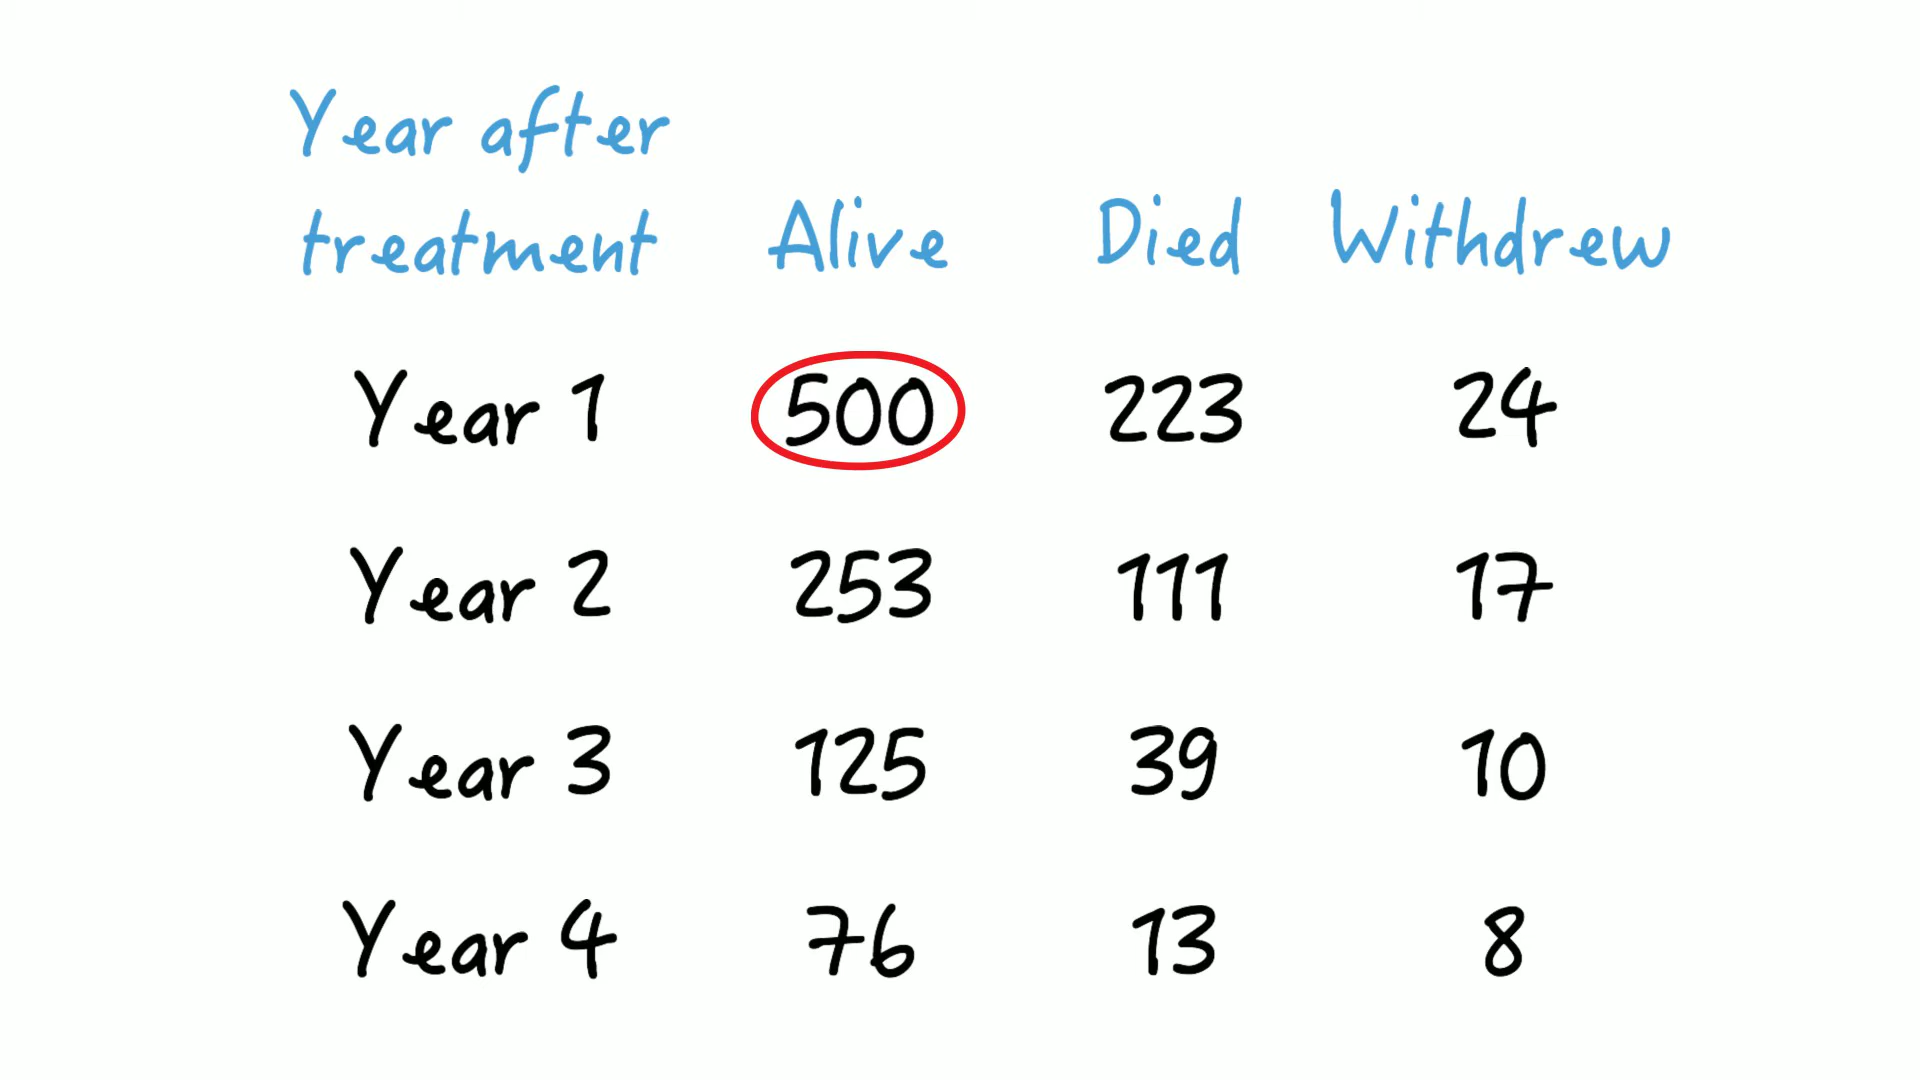 Year after
treatment Alive Died Withdrew
Year 1 500 223 24
Year 2 253 111 17
Year 3 125 39 10
Year 4 76 13 8